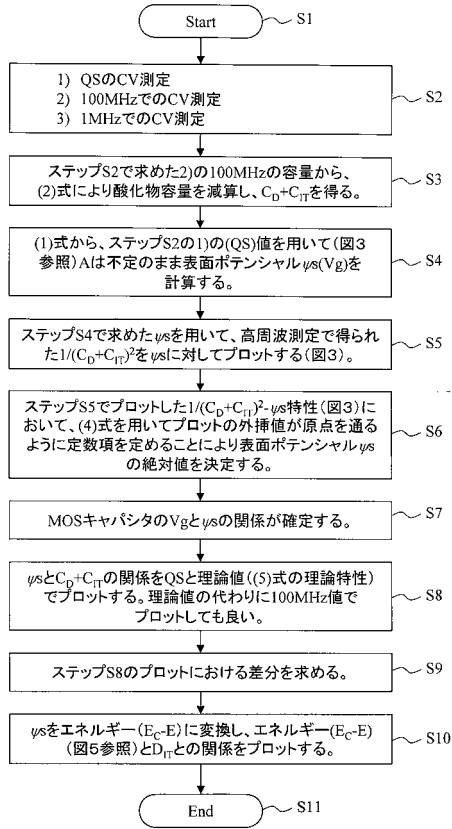 Start
S1
1) QSのCV測定
2) 100MHzでのCV測定
3) 1MHzでのCV測定
S2
ステップS2で求めた2)の100MHzの容量から、
(2)式により酸化物容量を減算し、CD+CITを得る。
S3
(1)式から、ステップS2の1)の(QS)値を用いて(図3
参照)Aは不定のまま表面ポテンシャルψs(Vg)を
計算する。
S4
ステップS4で求めたψsを用いて、高周波測定で得られ
た1/(CD+CIT)²をψsに対してプロットする(図3)。
S5
ステップS5でプロットした1/(CD+CIT)²-ψs特性(図3)に
おいて、(4)式を用いてプロットの外挿値が原点を通る
ように定数項を定めることにより表面ポテンシャルψs
の絶対値を決定する。
S6
MOSキャパシタのVgとψsの関係が確定する。
S7
ψsとCD+CITの関係をQSと理論値((5)式の理論特性)
でプロットする。理論値の代わりに100MHz値で
プロットしても良い。
S8
ステップS8のプロットにおける差分を求める。
S9
ψsをエネルギー(EC-E)に変換し、エネルギー(EC-E)
(図5参照)とDITとの関係をプロットする。
S10
End
S11